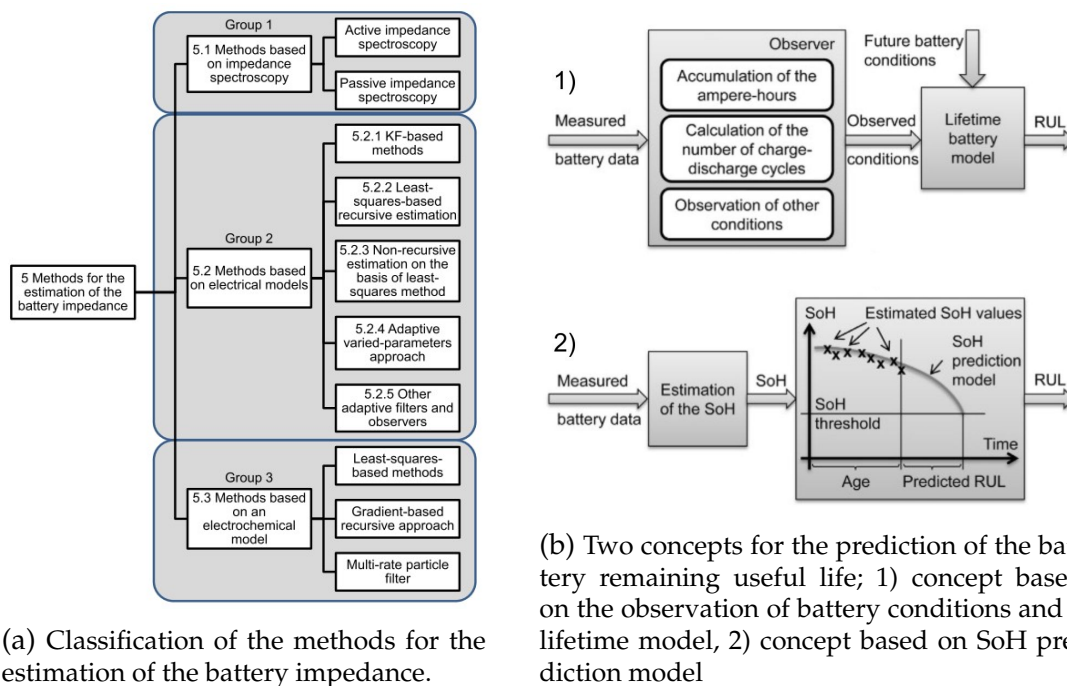 Group 1
5.1 Methods based
on impedance
spectroscopy
Active impedance
spectroscopy
Passive impedance
spectroscopy
5 Methods for the
estimation of the
battery impedance
Group 2
5.2 Methods based
on electrical models
5.2.1 KF-based
methods
5.2.2 Least-
squares-based
recursive estimation
5.2.3 Non-recursive
estimation on the
basis of least-
squares method
5.2.4 Adaptive
varied-parameters
approach
5.2.5 Other
adaptive filters and
observers
Group 3
5.3 Methods based
on an
electrochemical
model
Least-squares-
based methods
Gradient-based
recursive approach
Multi-rate particle
filter
(a) Classification of the methods for the
estimation of the battery impedance.
1)
Measured
battery data
Observer
Accumulation of the
ampere-hours
Calculation of the
number of charge-
discharge cycles
Observation of other
conditions
Observed
conditions
Future battery
conditions
Lifetime
battery
model
RUL
2)
Measured
battery data
Estimation
of the SoH
SoH
SoH
Estimated SoH values
SoH
prediction
model
SoH
threshold
Time
Age
Predicted RUL
RUL
(b) Two concepts for the prediction of the bat
tery remaining useful life; 1) concept base
on the observation of battery conditions and
lifetime model, 2) concept based on SoH pre
diction model